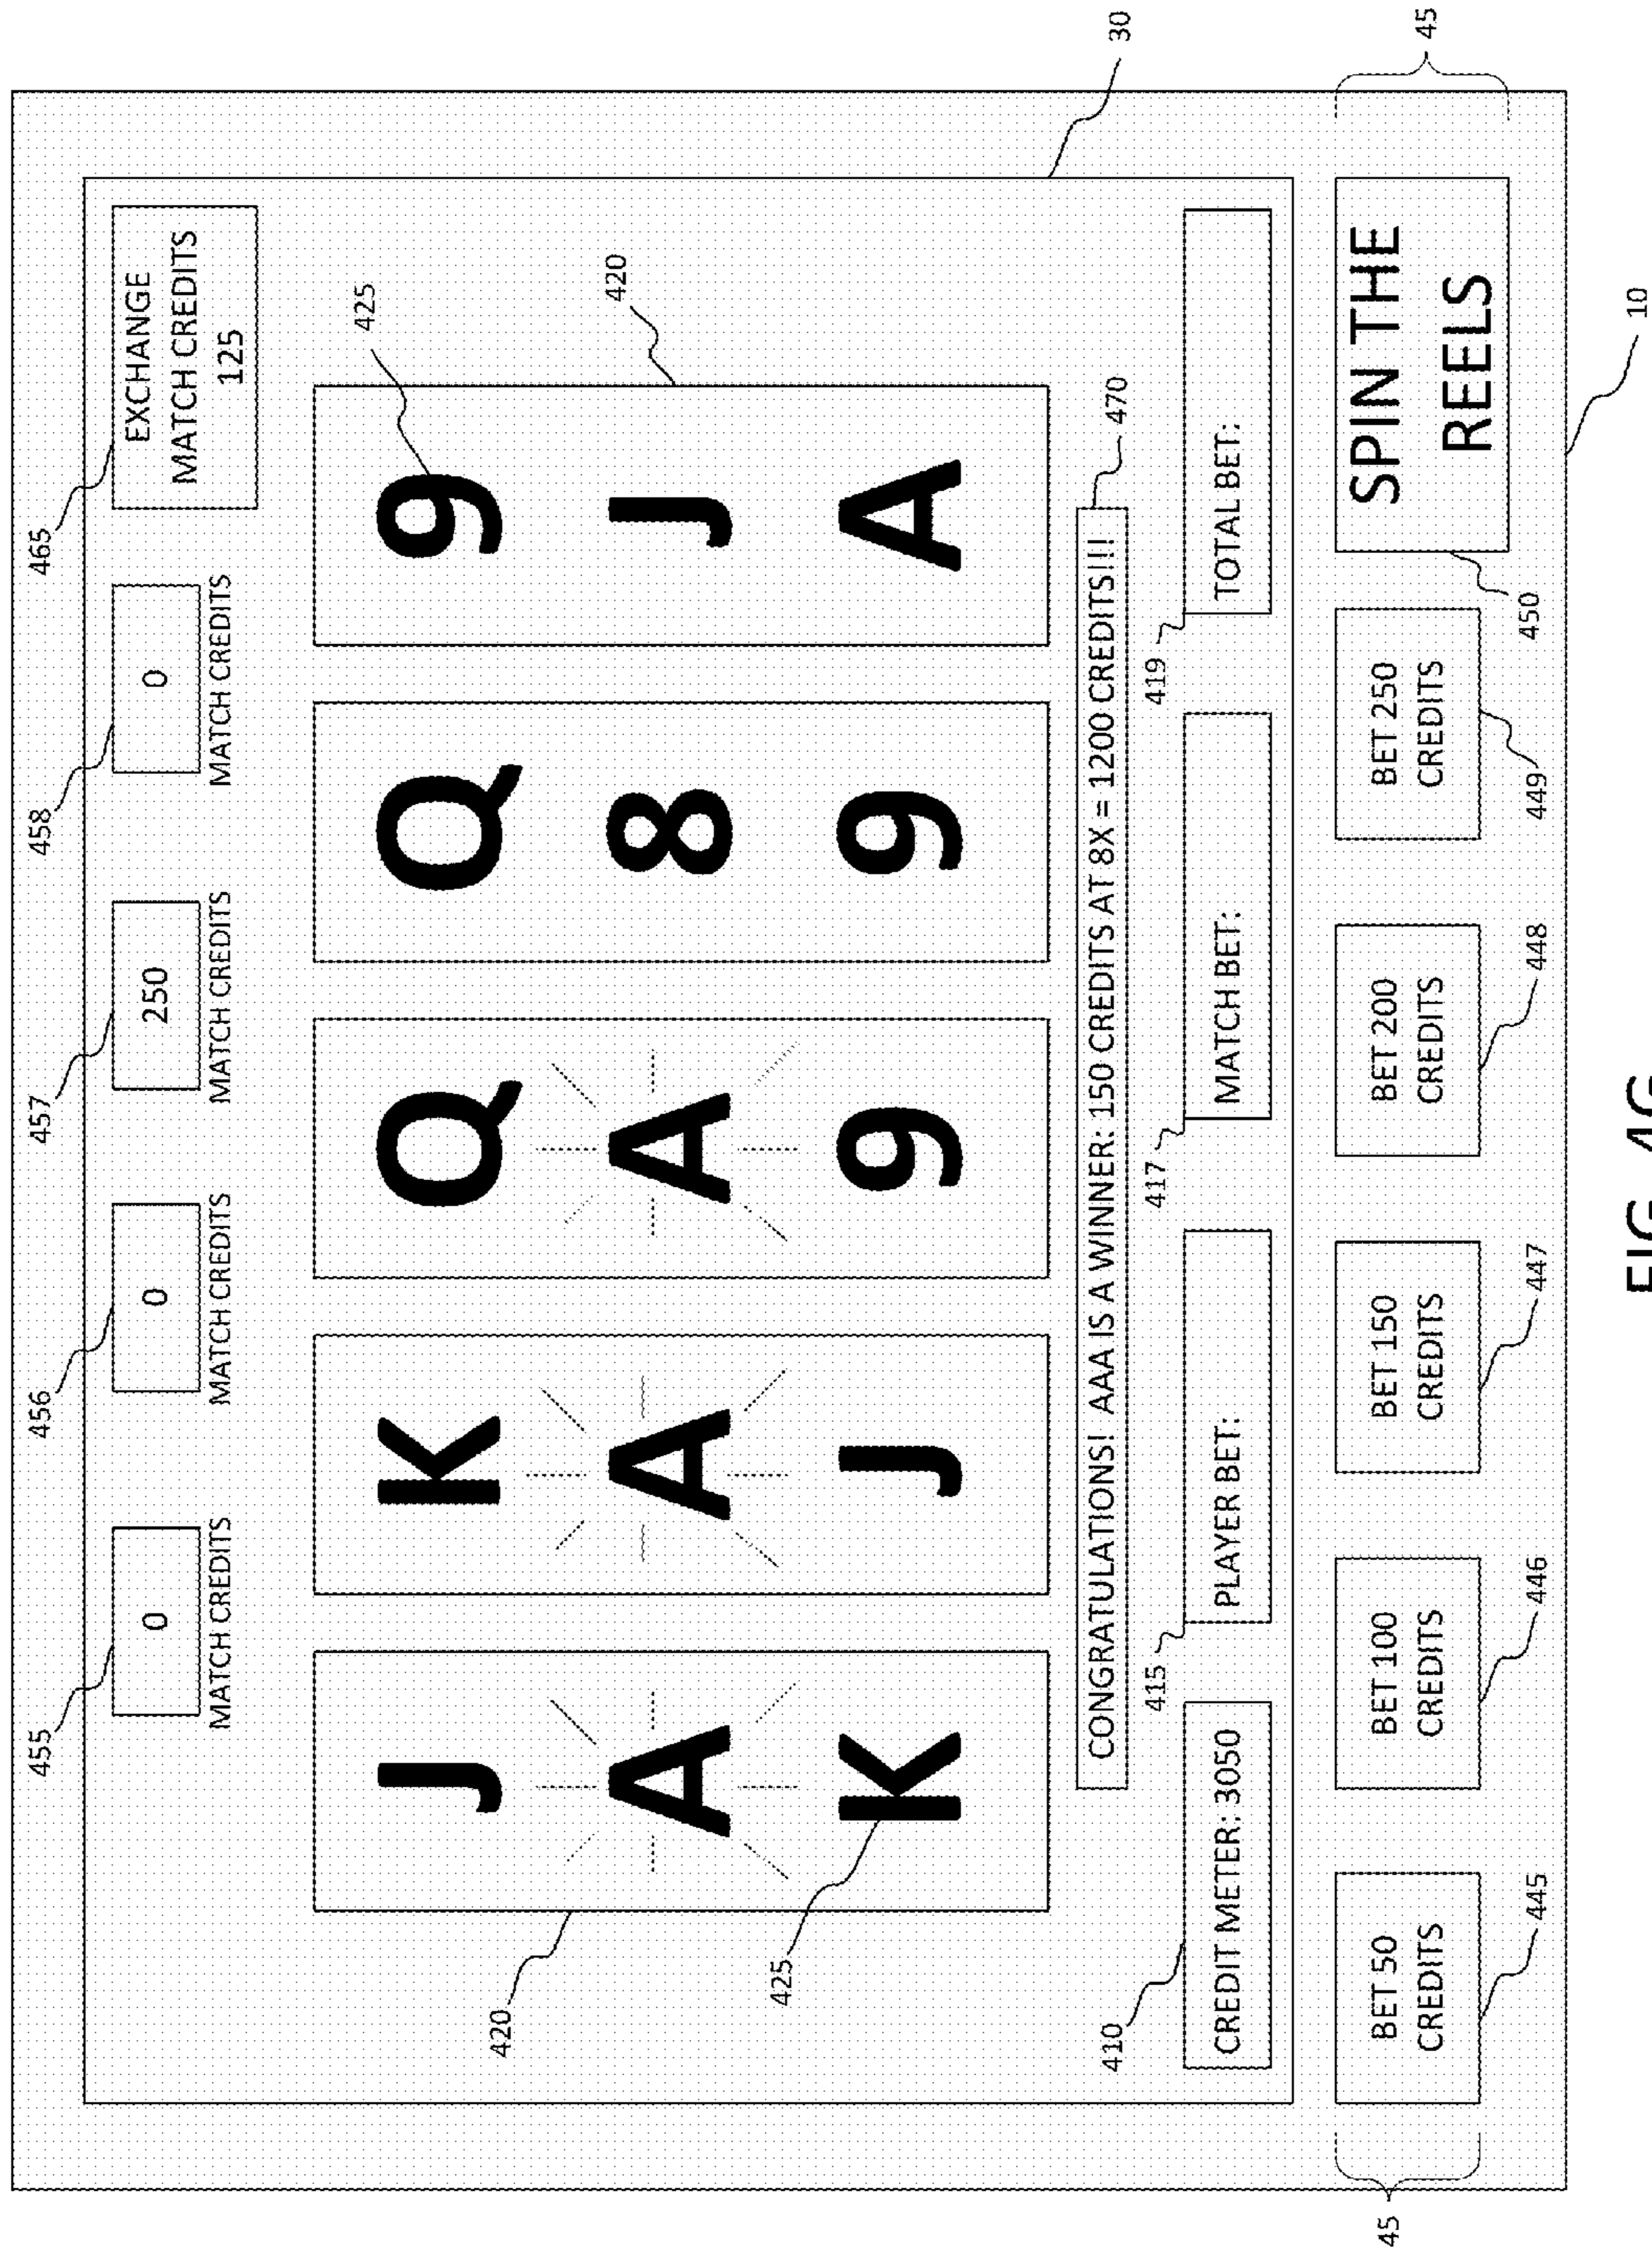 455
456
457
458
465
0
0
250
0
EXCHANGE
MATCH CREDITS
125
MATCH CREDITS
MATCH CREDITS
MATCH CREDITS
MATCH CREDITS
425
420
420
J
K
Q
Q
9
A
A
A
8
J
K
J
9
9
A
425
470
CONGRATULATIONS! AAA IS A WINNER: 150 CREDITS AT 8X = 1200 CREDITS!!!
410
415
417
419
30
CREDIT METER: 3050
PLAYER BET:
MATCH BET:
TOTAL BET:
45
45
BET 50
CREDITS
BET 100
CREDITS
BET 150
CREDITS
BET 200
CREDITS
BET 250
CREDITS
SPIN THE
REELS
445
446
447
448
449
450
10